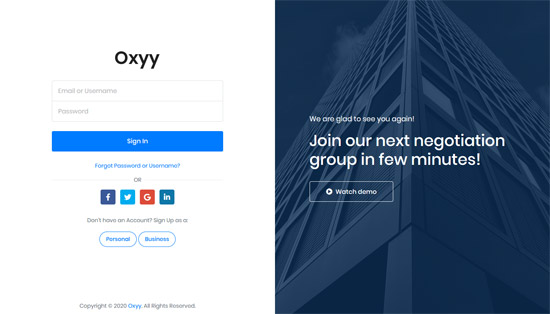 Oxyy
Email or Username
Password
Sign In
Forgot Password or Username?
OR
Don't have an Account? Sign Up as a:
Personal
Business
Copyright © 2020 Oxyy. All Rights Reserved.
We are glad to see you again!
Join our next negotiation
group in few minutes!
Watch demo